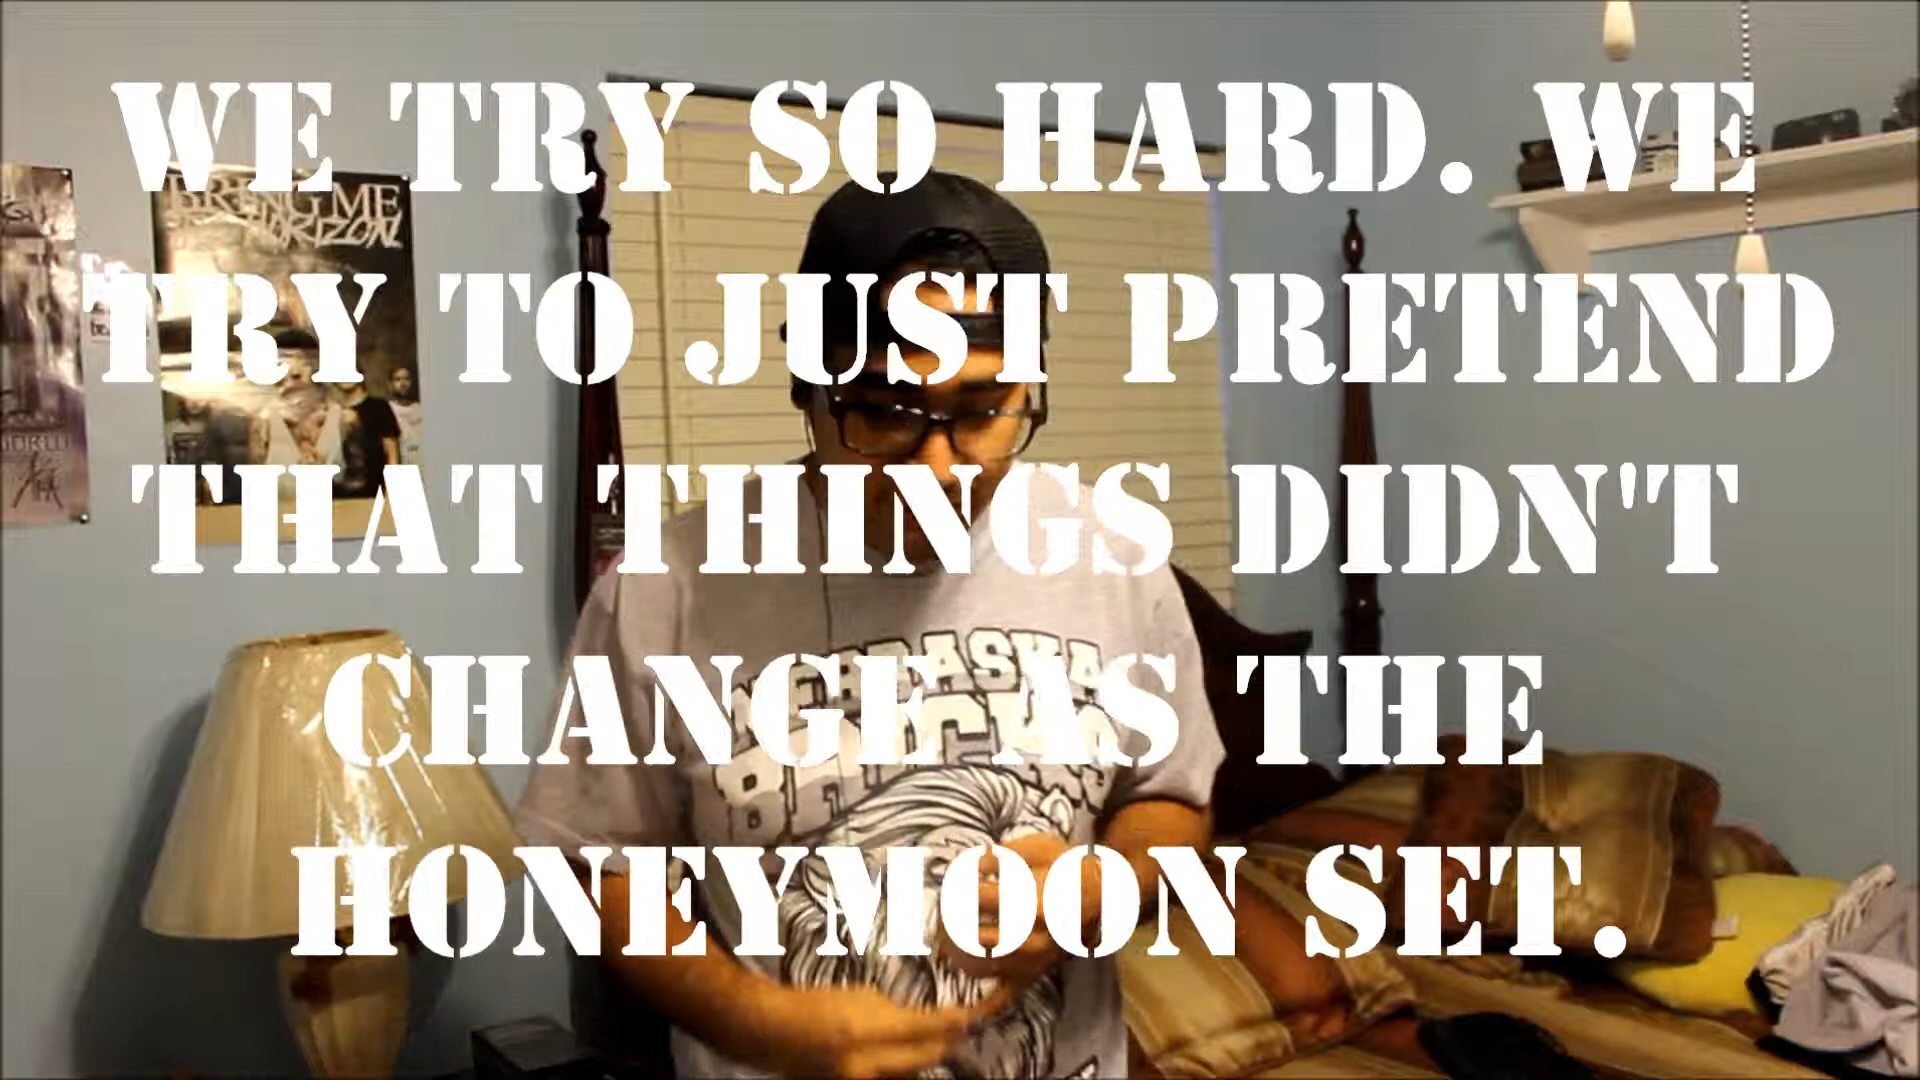 WE TRY SO HARD. WE
TRY TO JUST PRETEND
THAT THINGS DIDN'T
CHANGE AS THE
HONEYMOON SET.
BRING ME
HORIZON
NEBRASKA